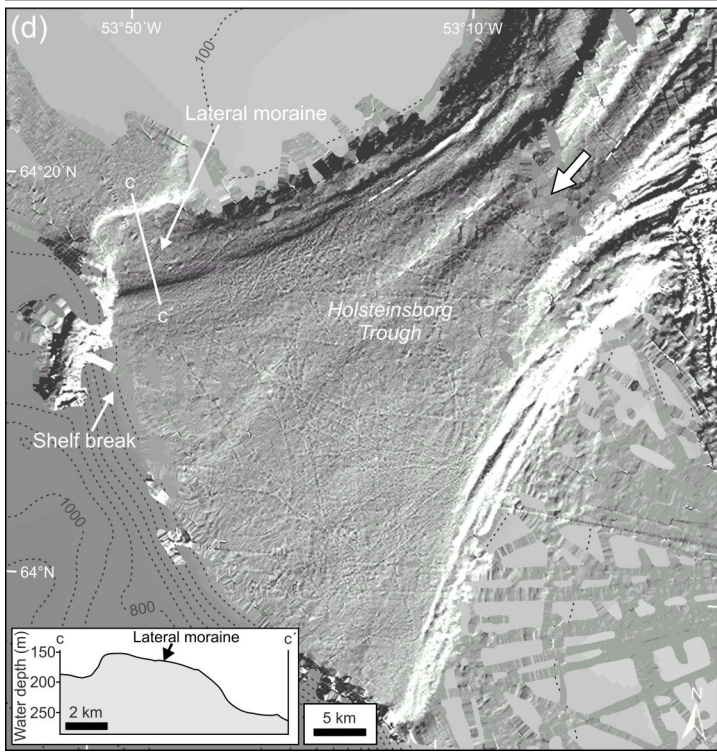 (d)
53°50´W
53°10´W
100
Lateral moraine
64°20´N
C
C´
Holsteinsborg
Trough
Shelf break
1000
64°N
800
C
Lateral moraine
C´
150
200
250
Water depth (m)
2 km
5 km
N